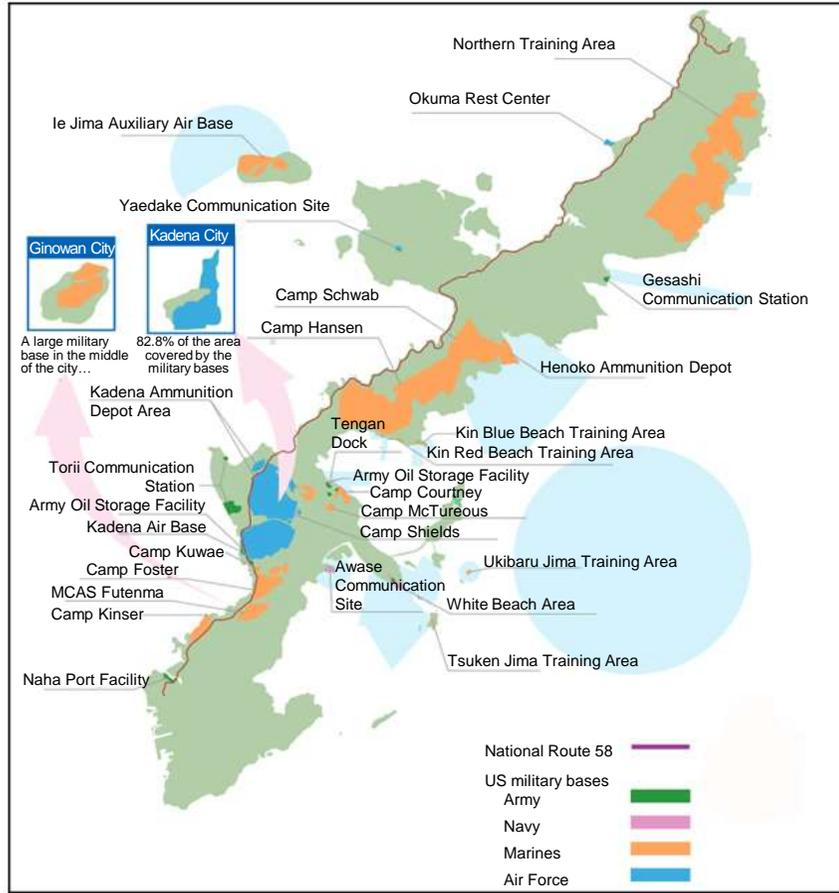 Northern Training Area
Okuma Rest Center
Ie Jima Auxiliary Air Base
Yaedake Communication Site
Ginowan City
A large military
base in the middle
of the city...
Kadena City
82.8% of the area
covered by the
military bases
Gesashi
Communication Station
Camp Schwab
Camp Hansen
Henoko Ammunition Depot
Kadena Ammunition
Depot Area
Tengan
Dock
Kin Blue Beach Training Area
Kin Red Beach Training Area
Torii Communication
Station
Army Oil Storage Facility
Army Oil Storage Facility
Camp Courtney
Camp McTureous
Camp Shields
Kadena Air Base
Camp Kuwae
Camp Foster
MCAS Futenma
Camp Kinser
Awase
Communication
Site
Ukibaru Jima Training Area
White Beach Area
Tsuken Jima Training Area
Naha Port Facility
National Route 58
US military bases
Army
Navy
Marines
Air Force